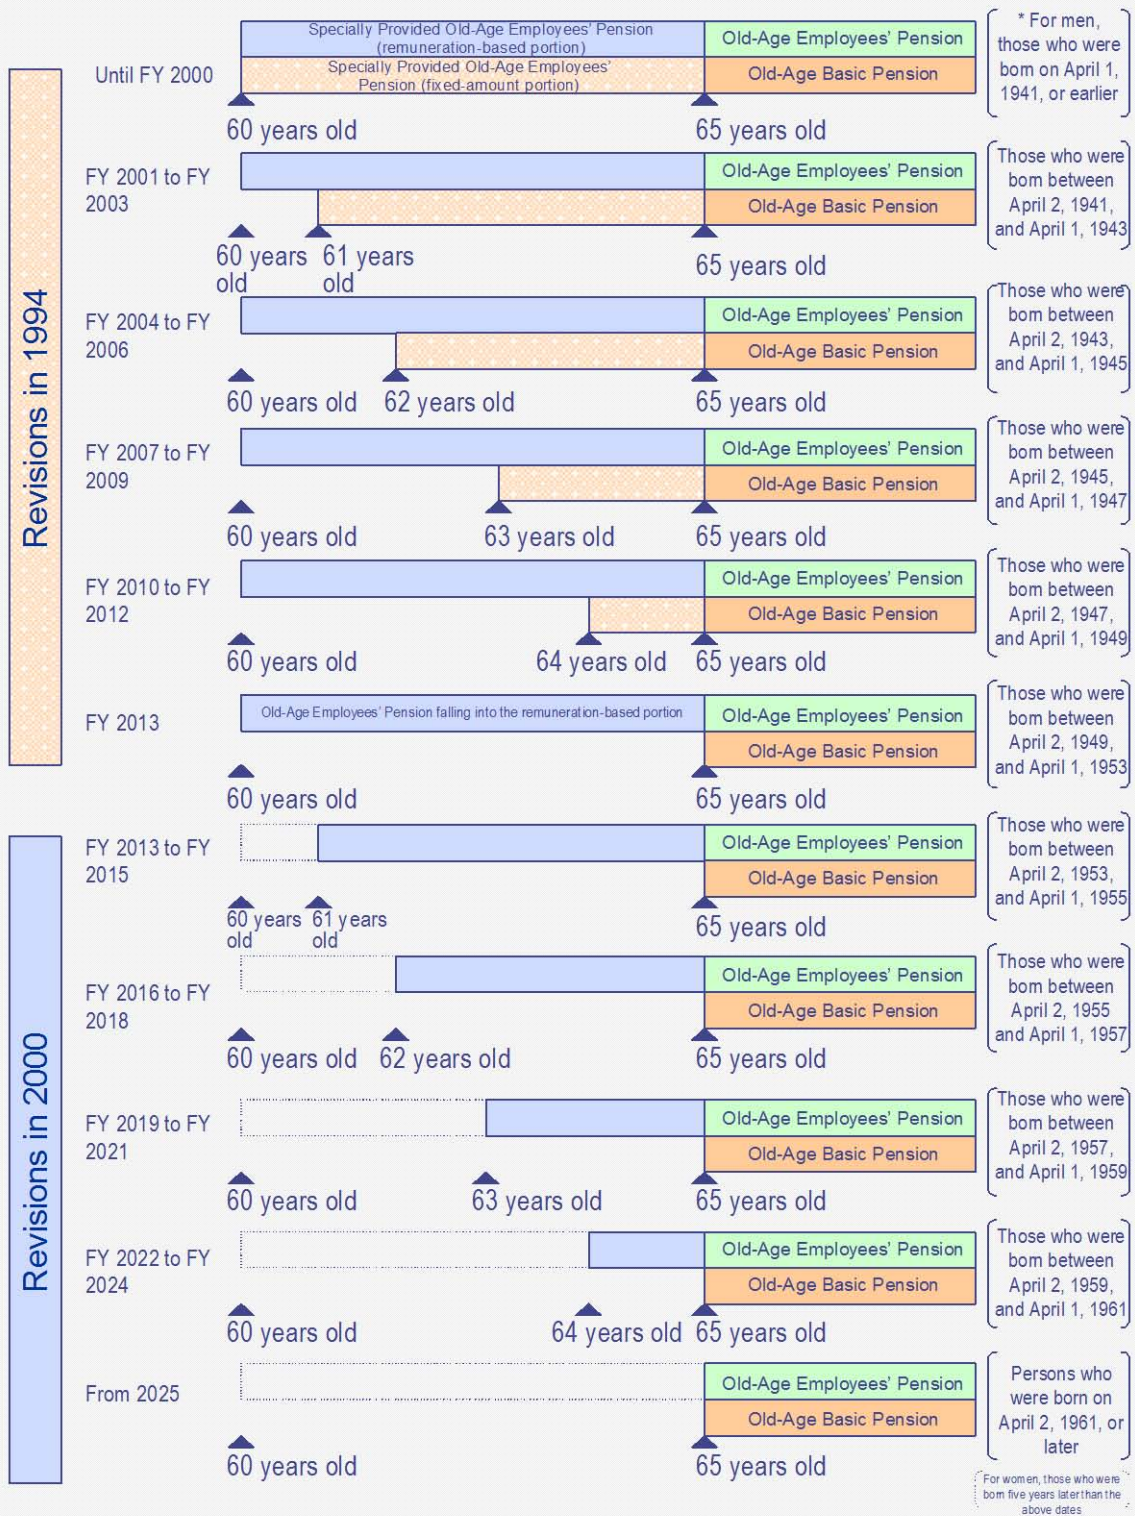 Revisions in 1994
Until FY 2000
Specially Provided Old-Age Employees' Pension
(remuneration-based portion)
Specially Provided Old-Age Employees'
Pension (fixed-amount portion)
Old-Age Employees' Pension
Old-Age Basic Pension
60 years old
65 years old
* For men,
those who were
born on April 1,
1941, or earlier
FY 2001 to FY
2003
Old-Age Employees' Pension
Old-Age Basic Pension
60 years
old
61 years
old
65 years old
Those who were
born between
April 2, 1941,
and April 1, 1943
FY 2004 to FY
2006
Old-Age Employees' Pension
Old-Age Basic Pension
60 years old
62 years old
65 years old
Those who were
born between
April 2, 1943,
and April 1, 1945
FY 2007 to FY
2009
Old-Age Employees' Pension
Old-Age Basic Pension
60 years old
63 years old
65 years old
Those who were
born between
April 2, 1945,
and April 1, 1947
FY 2010 to FY
2012
Old-Age Employees' Pension
Old-Age Basic Pension
60 years old
64 years old
65 years old
Those who were
born between
April 2, 1947,
and April 1, 1949
FY 2013
Old-Age Employees' Pension falling into the remuneration-based portion
Old-Age Employees' Pension
Old-Age Basic Pension
60 years old
65 years old
Those who were
born between
April 2, 1949,
and April 1, 1953
Revisions in 2000
FY 2013 to FY
2015
Old-Age Employees' Pension
Old-Age Basic Pension
60 years
old
61 years
old
65 years old
Those who were
born between
April 2, 1953,
and April 1, 1955
FY 2016 to FY
2018
Old-Age Employees' Pension
Old-Age Basic Pension
60 years old
62 years old
65 years old
Those who were
born between
April 2, 1955
and April 1, 1957
FY 2019 to FY
2021
Old-Age Employees' Pension
Old-Age Basic Pension
60 years old
63 years old
65 years old
Those who were
born between
April 2, 1957,
and April 1, 1959
FY 2022 to FY
2024
Old-Age Employees' Pension
Old-Age Basic Pension
60 years old
64 years old
65 years old
Those who were
born between
April 2, 1959,
and April 1, 1961
From 2025
Old-Age Employees' Pension
Old-Age Basic Pension
60 years old
65 years old
Persons who
were born on
April 2, 1961, or
later
For women, those who were
born five years later than the
above dates